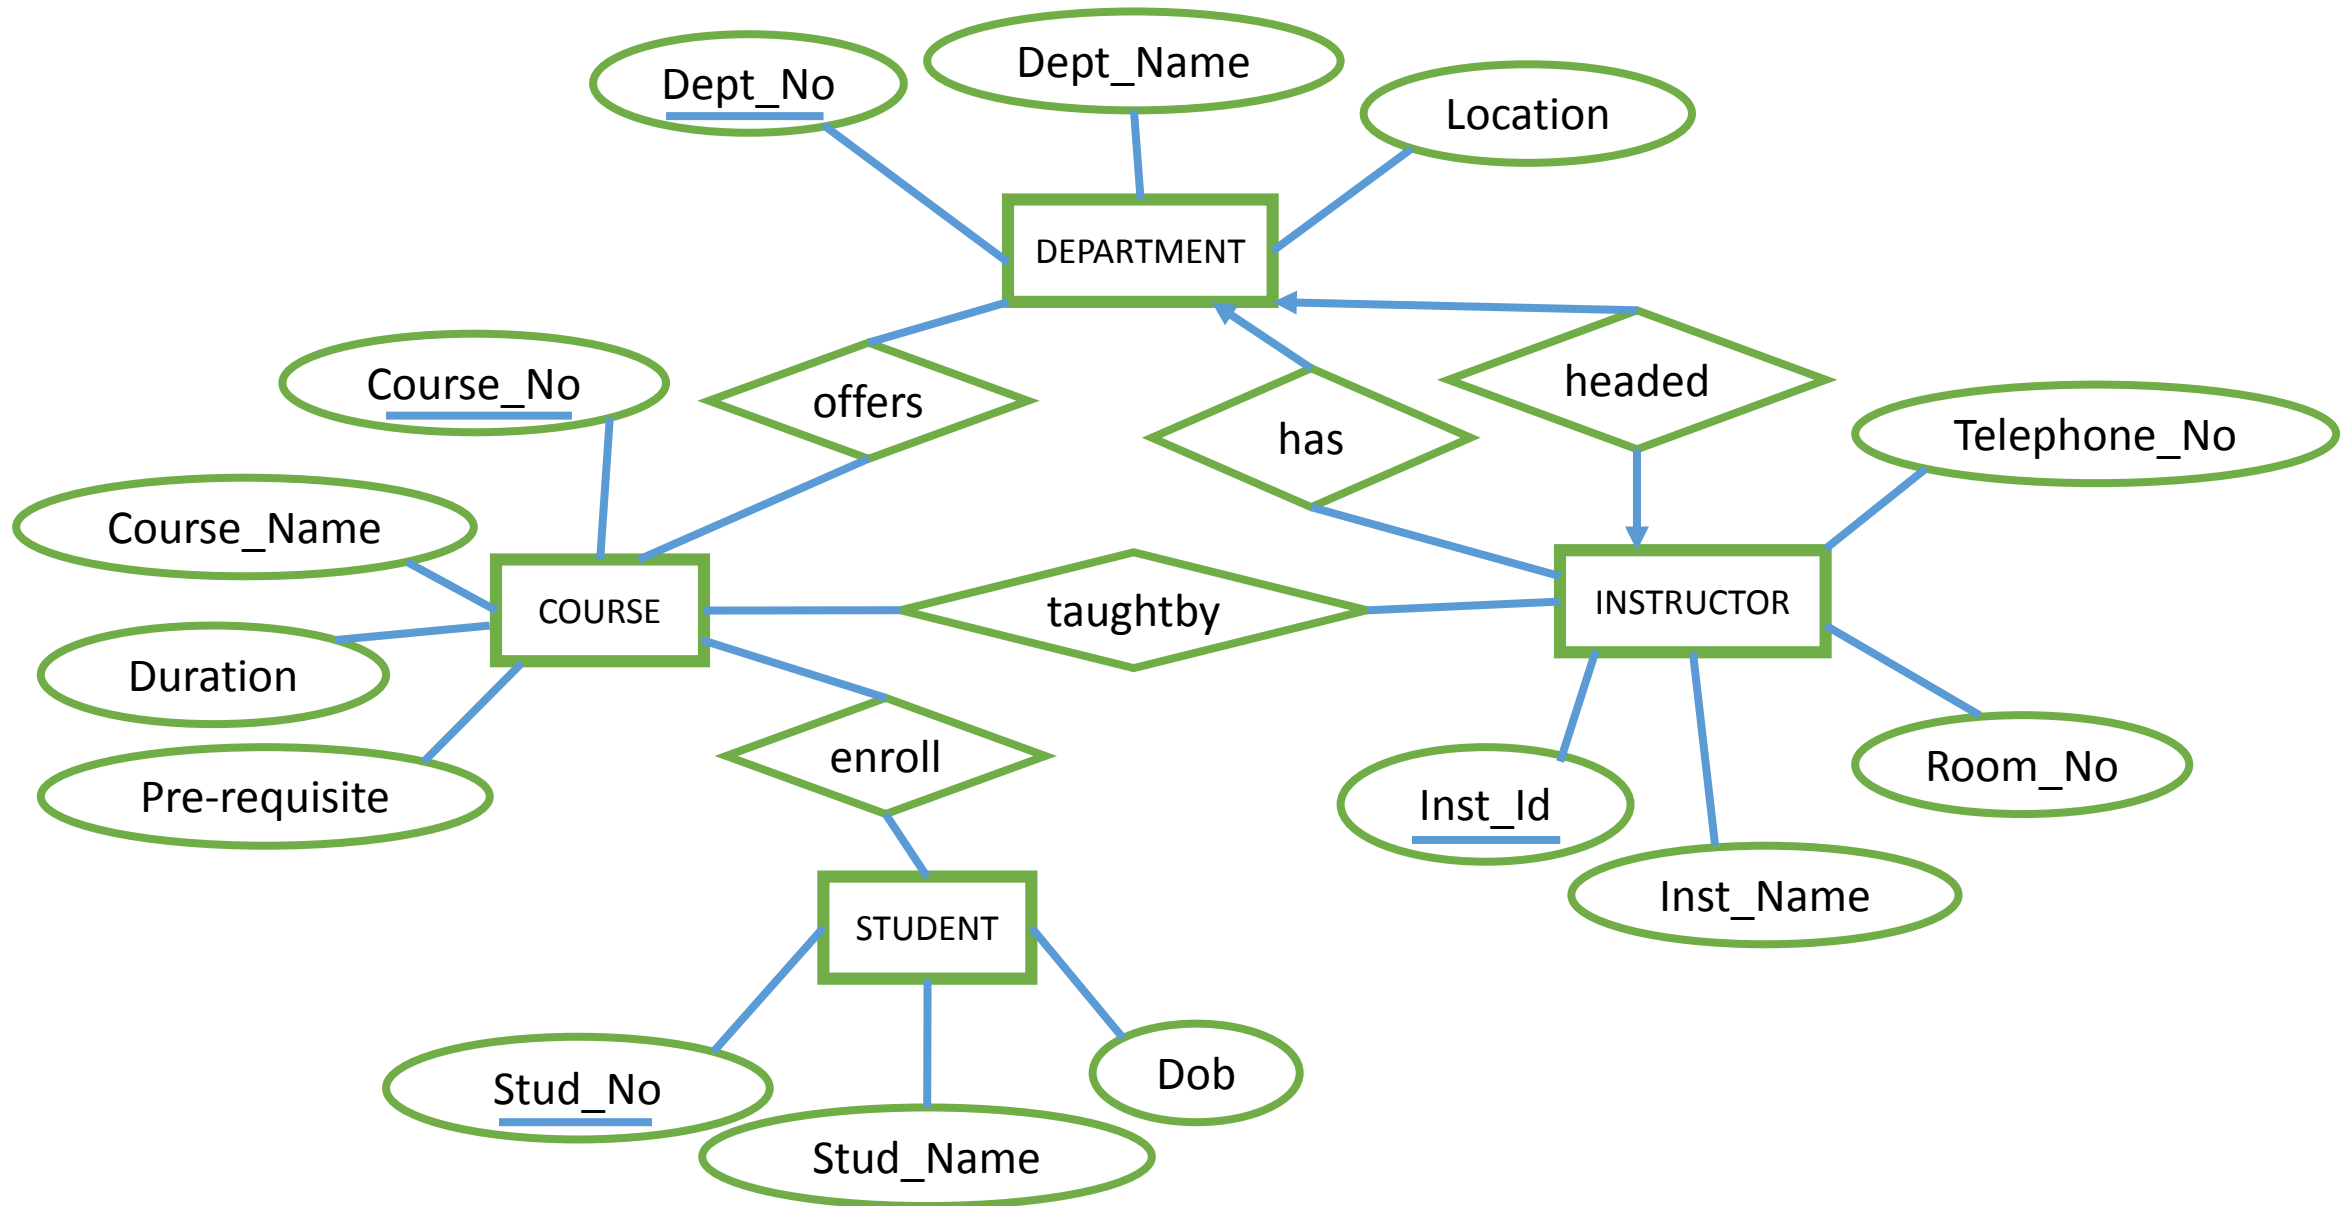 Dept_Name
Dept_No
Location
DEPARTMENT
Course_No
offers
headed
has
Telephone_No
Course_Name
COURSE
taughtby
INSTRUCTOR
Duration
enroll
Pre-requisite
Room_No
Inst_Id
Inst_Name
STUDENT
Stud_No
Dob
Stud_Name